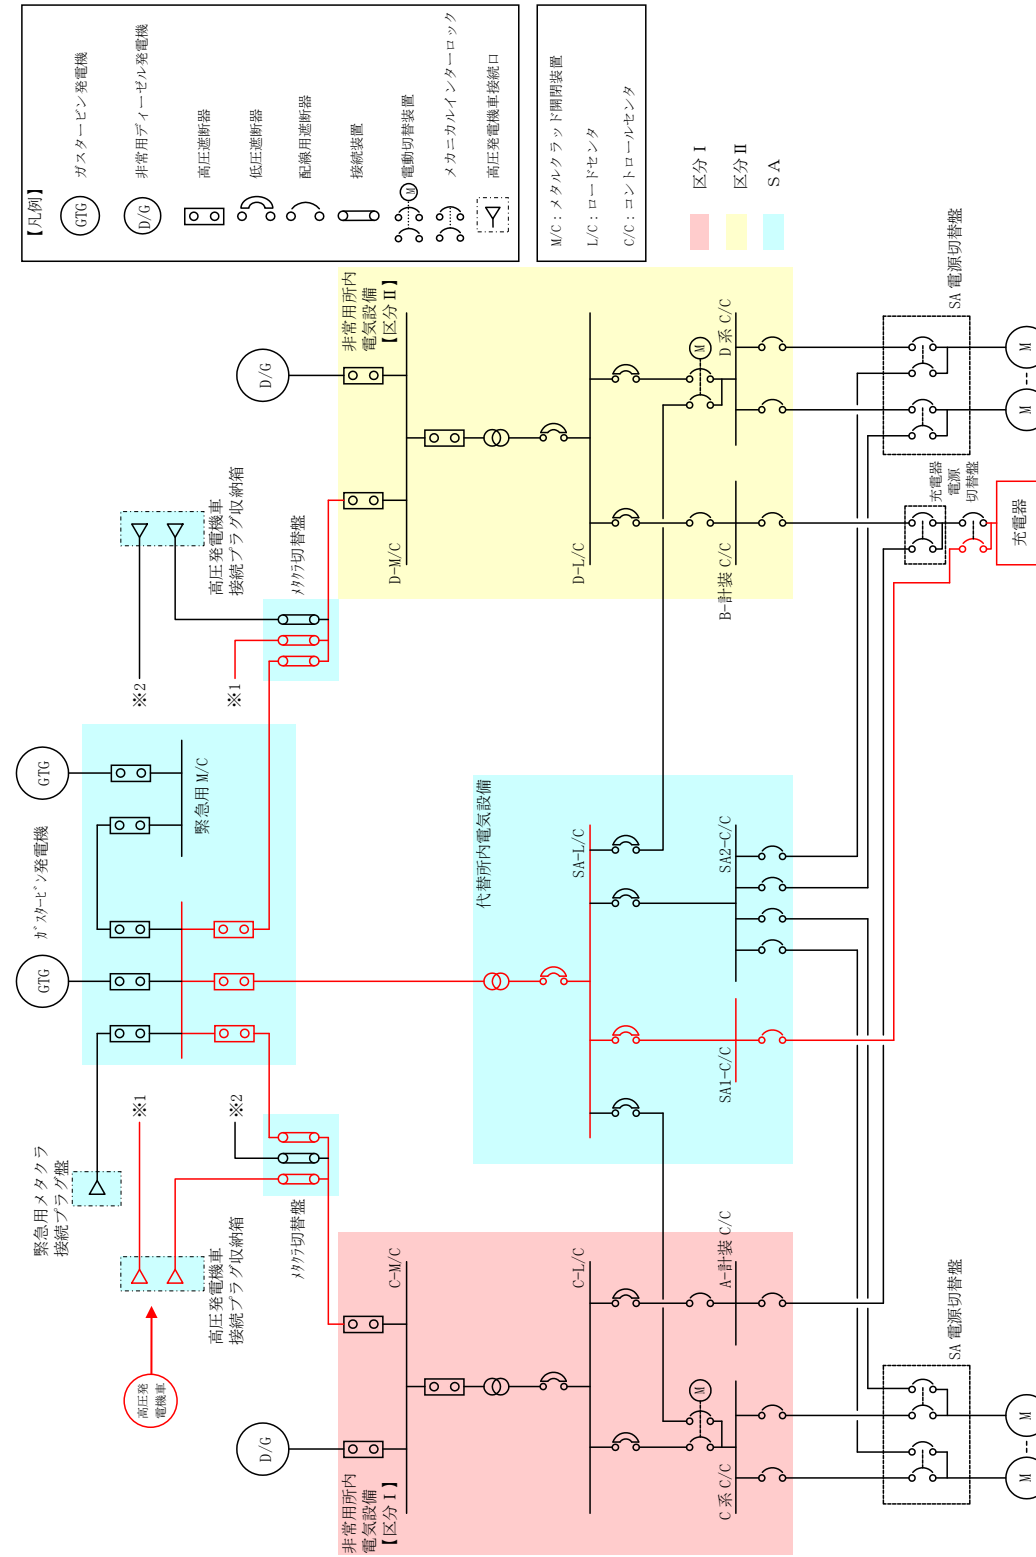 【凡例】
GTG
ガスタービン発電機
D/G
非常用ディーゼル発電機
高圧遮断器
低圧遮断器
配線用遮断器
接続装置
M
電動切替装置
メカニカルインターロック
高圧発電機車接続口
M/C：メタルクラッド開閉装置
L/C：ロードセンタ
C/C：コントロールセンタ
区分Ⅰ
区分Ⅱ
ＳＡ
緊急用メタクラ
接続プラグ盤
GTG
ｶﾞｽﾀｰﾋﾞﾝ発電機
GTG
緊急用 M/C
高圧発
電機車
※1
※2
高圧発電機車
接続プラグ収納箱
ﾒﾀｸﾗ切替盤
※2
※1
高圧発電機車
接続プラグ収納箱
ﾒﾀｸﾗ切替盤
D/G
非常用所内
電気設備
【区分Ⅰ】
C-M/C
C-L/C
M
C 系 C/C
A-計装 C/C
代替所内電気設備
SA-L/C
SA1-C/C
SA2-C/C
D/G
非常用所内
電気設備
【区分Ⅱ】
D-M/C
D-L/C
M
B-計装 C/C
D 系 C/C
SA 電源切替盤
M
M
充電器
電源
切替盤
充電器
SA 電源切替盤
M
M